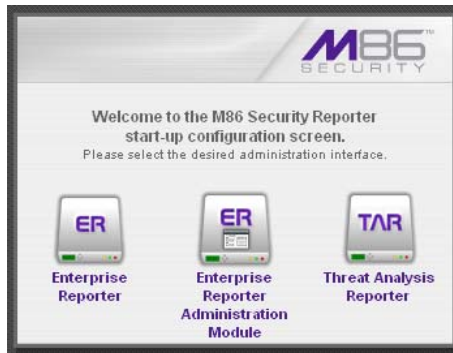 M86™
SECURITY
Welcome to the M86 Security Reporter
start-up configuration screen.
Please select the desired administration interface.
ER
ER
TAR
Enterprise
Reporter
Enterprise
Reporter
Administration
Module
Threat Analysis
Reporter